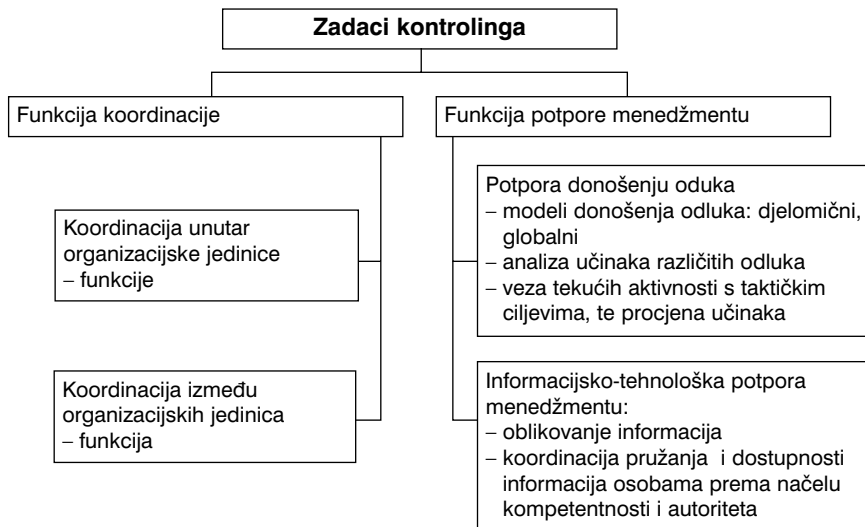 Zadaci kontrolinga
Funkcija koordinacije
Koordinacija unutar
organizacijske jedinice
– funkcije
Koordinacija između
organizacijskih jedinica
– funkcija
Funkcija potpore menedžmentu
Potpora donošenju oduka
– modeli donošenja odluka: djelomični,
globalni
– analiza učinaka različitih odluka
– veza tekućih aktivnosti s taktičkim
ciljevima, te procjena učinaka
Informacijsko-tehnološka potpora
menedžmentu:
– oblikovanje informacija
– koordinacija pružanja i dostupnosti
informacija osobama prema načelu
kompetentnosti i autoriteta